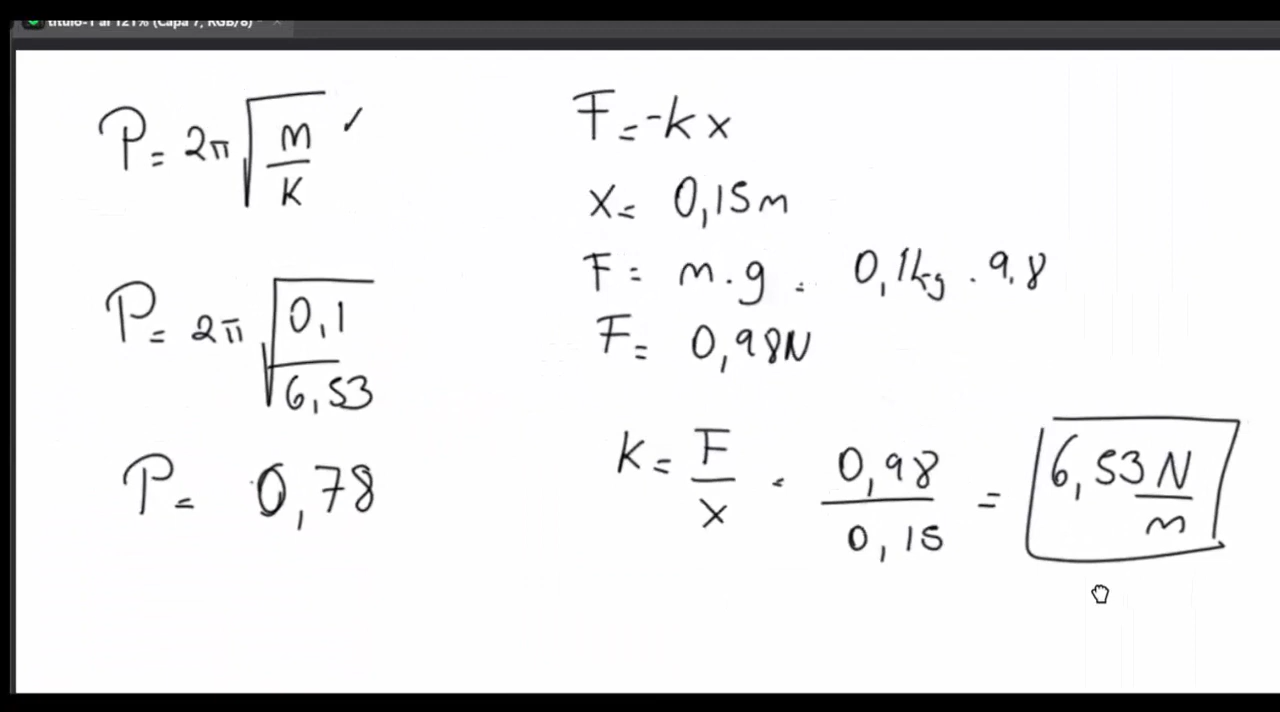 titulo-1 al 121% (Capa 7, RGB/8)
P = 2π √(m/K) ✓
P = 2π √(0,1/6,53)
P = 0,78
F = -k x
x = 0,15m
F = m . g = 0,1kg . 9,8
F = 0,98N
k = F/x = 0,98/0,15 = 6,53 N/m